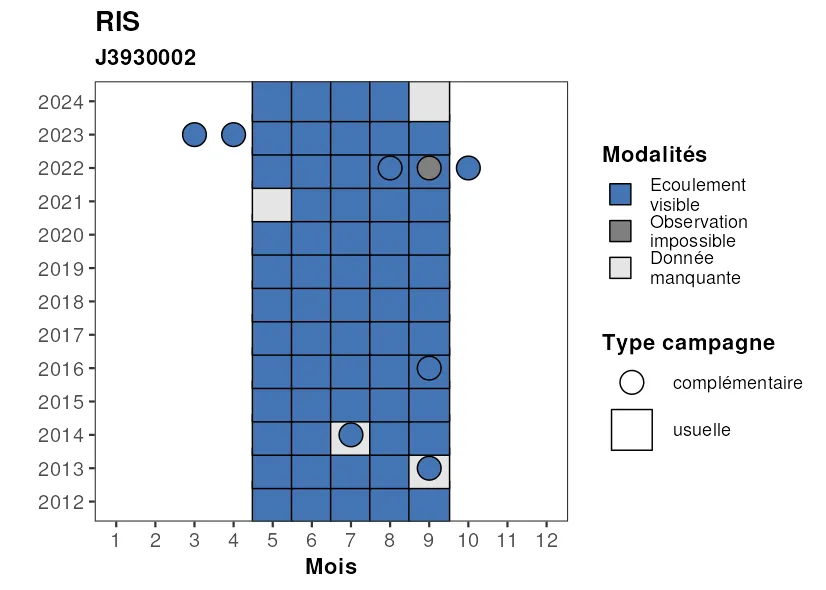 RIS
J3930002
2024
2023
2022
2021
2020
2019
2018
2017
2016
2015
2014
2013
2012
1 2 3 4 5 6 7 8 9 10 11 12
Mois
Modalités
Ecoulement
visible
Observation
impossible
Donnée
manquante
Type campagne
complémentaire
usuelle